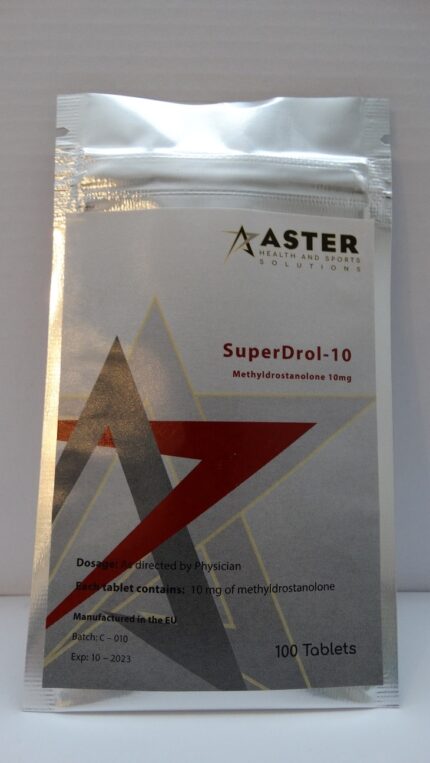 ASTER
HEALTH AND SPORTS
SOLUTIONS
SuperDrol-10
Methyldrostanolone 10mg
Dosage: As directed by Physician
Each tablet contains: 10 mg of methyldrostanolone
Manufactured in the EU
Batch: C – 010
Exp: 10 – 2023
100 Tablets